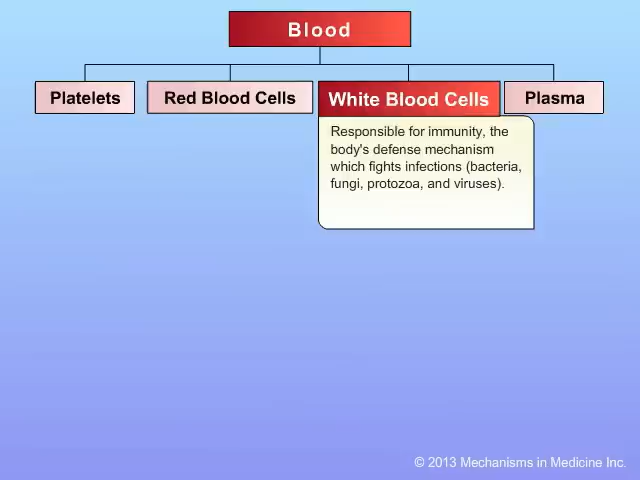 Blood
Platelets
Red Blood Cells
White Blood Cells
Plasma
Responsible for immunity, the
body's defense mechanism
which fights infections (bacteria,
fungi, protozoa, and viruses).
© 2013 Mechanisms in Medicine Inc.